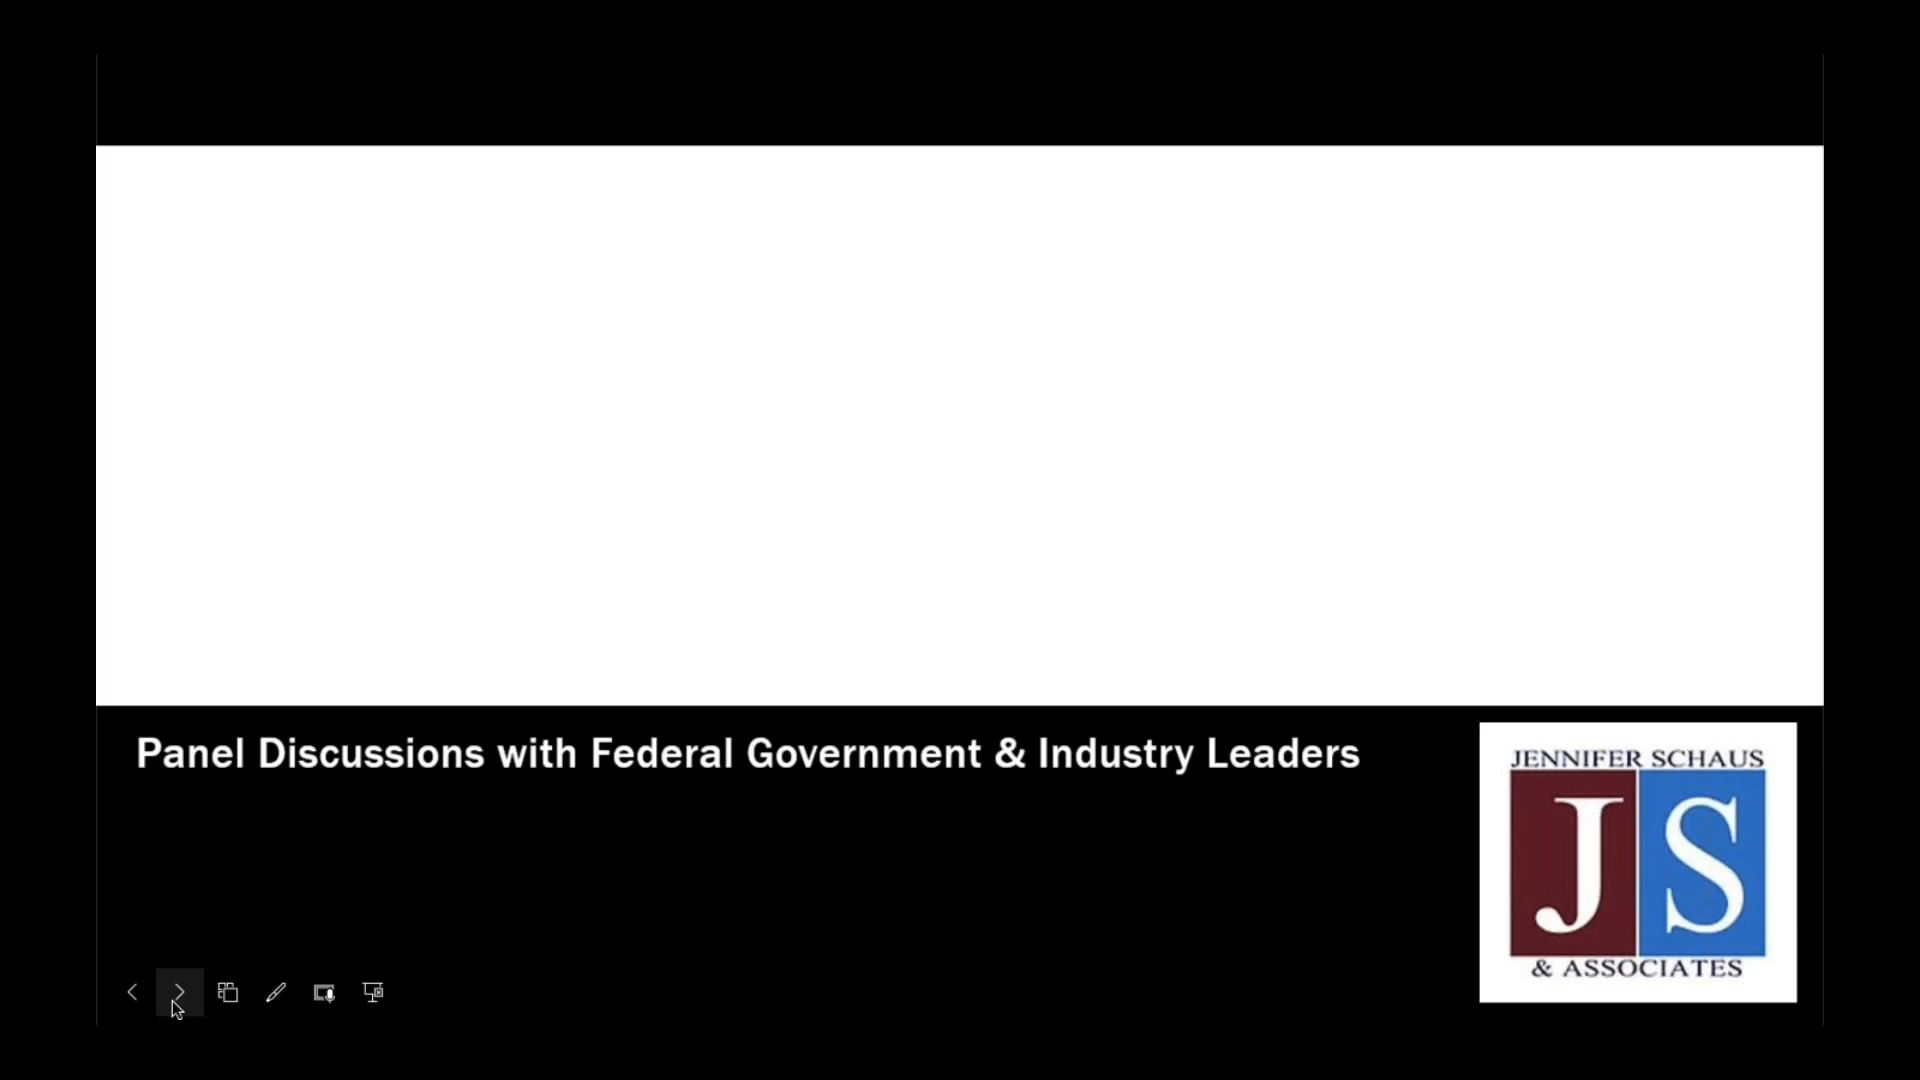 Panel Discussions with Federal Government & Industry Leaders
JENNIFER SCHAUS
JS
& ASSOCIATES